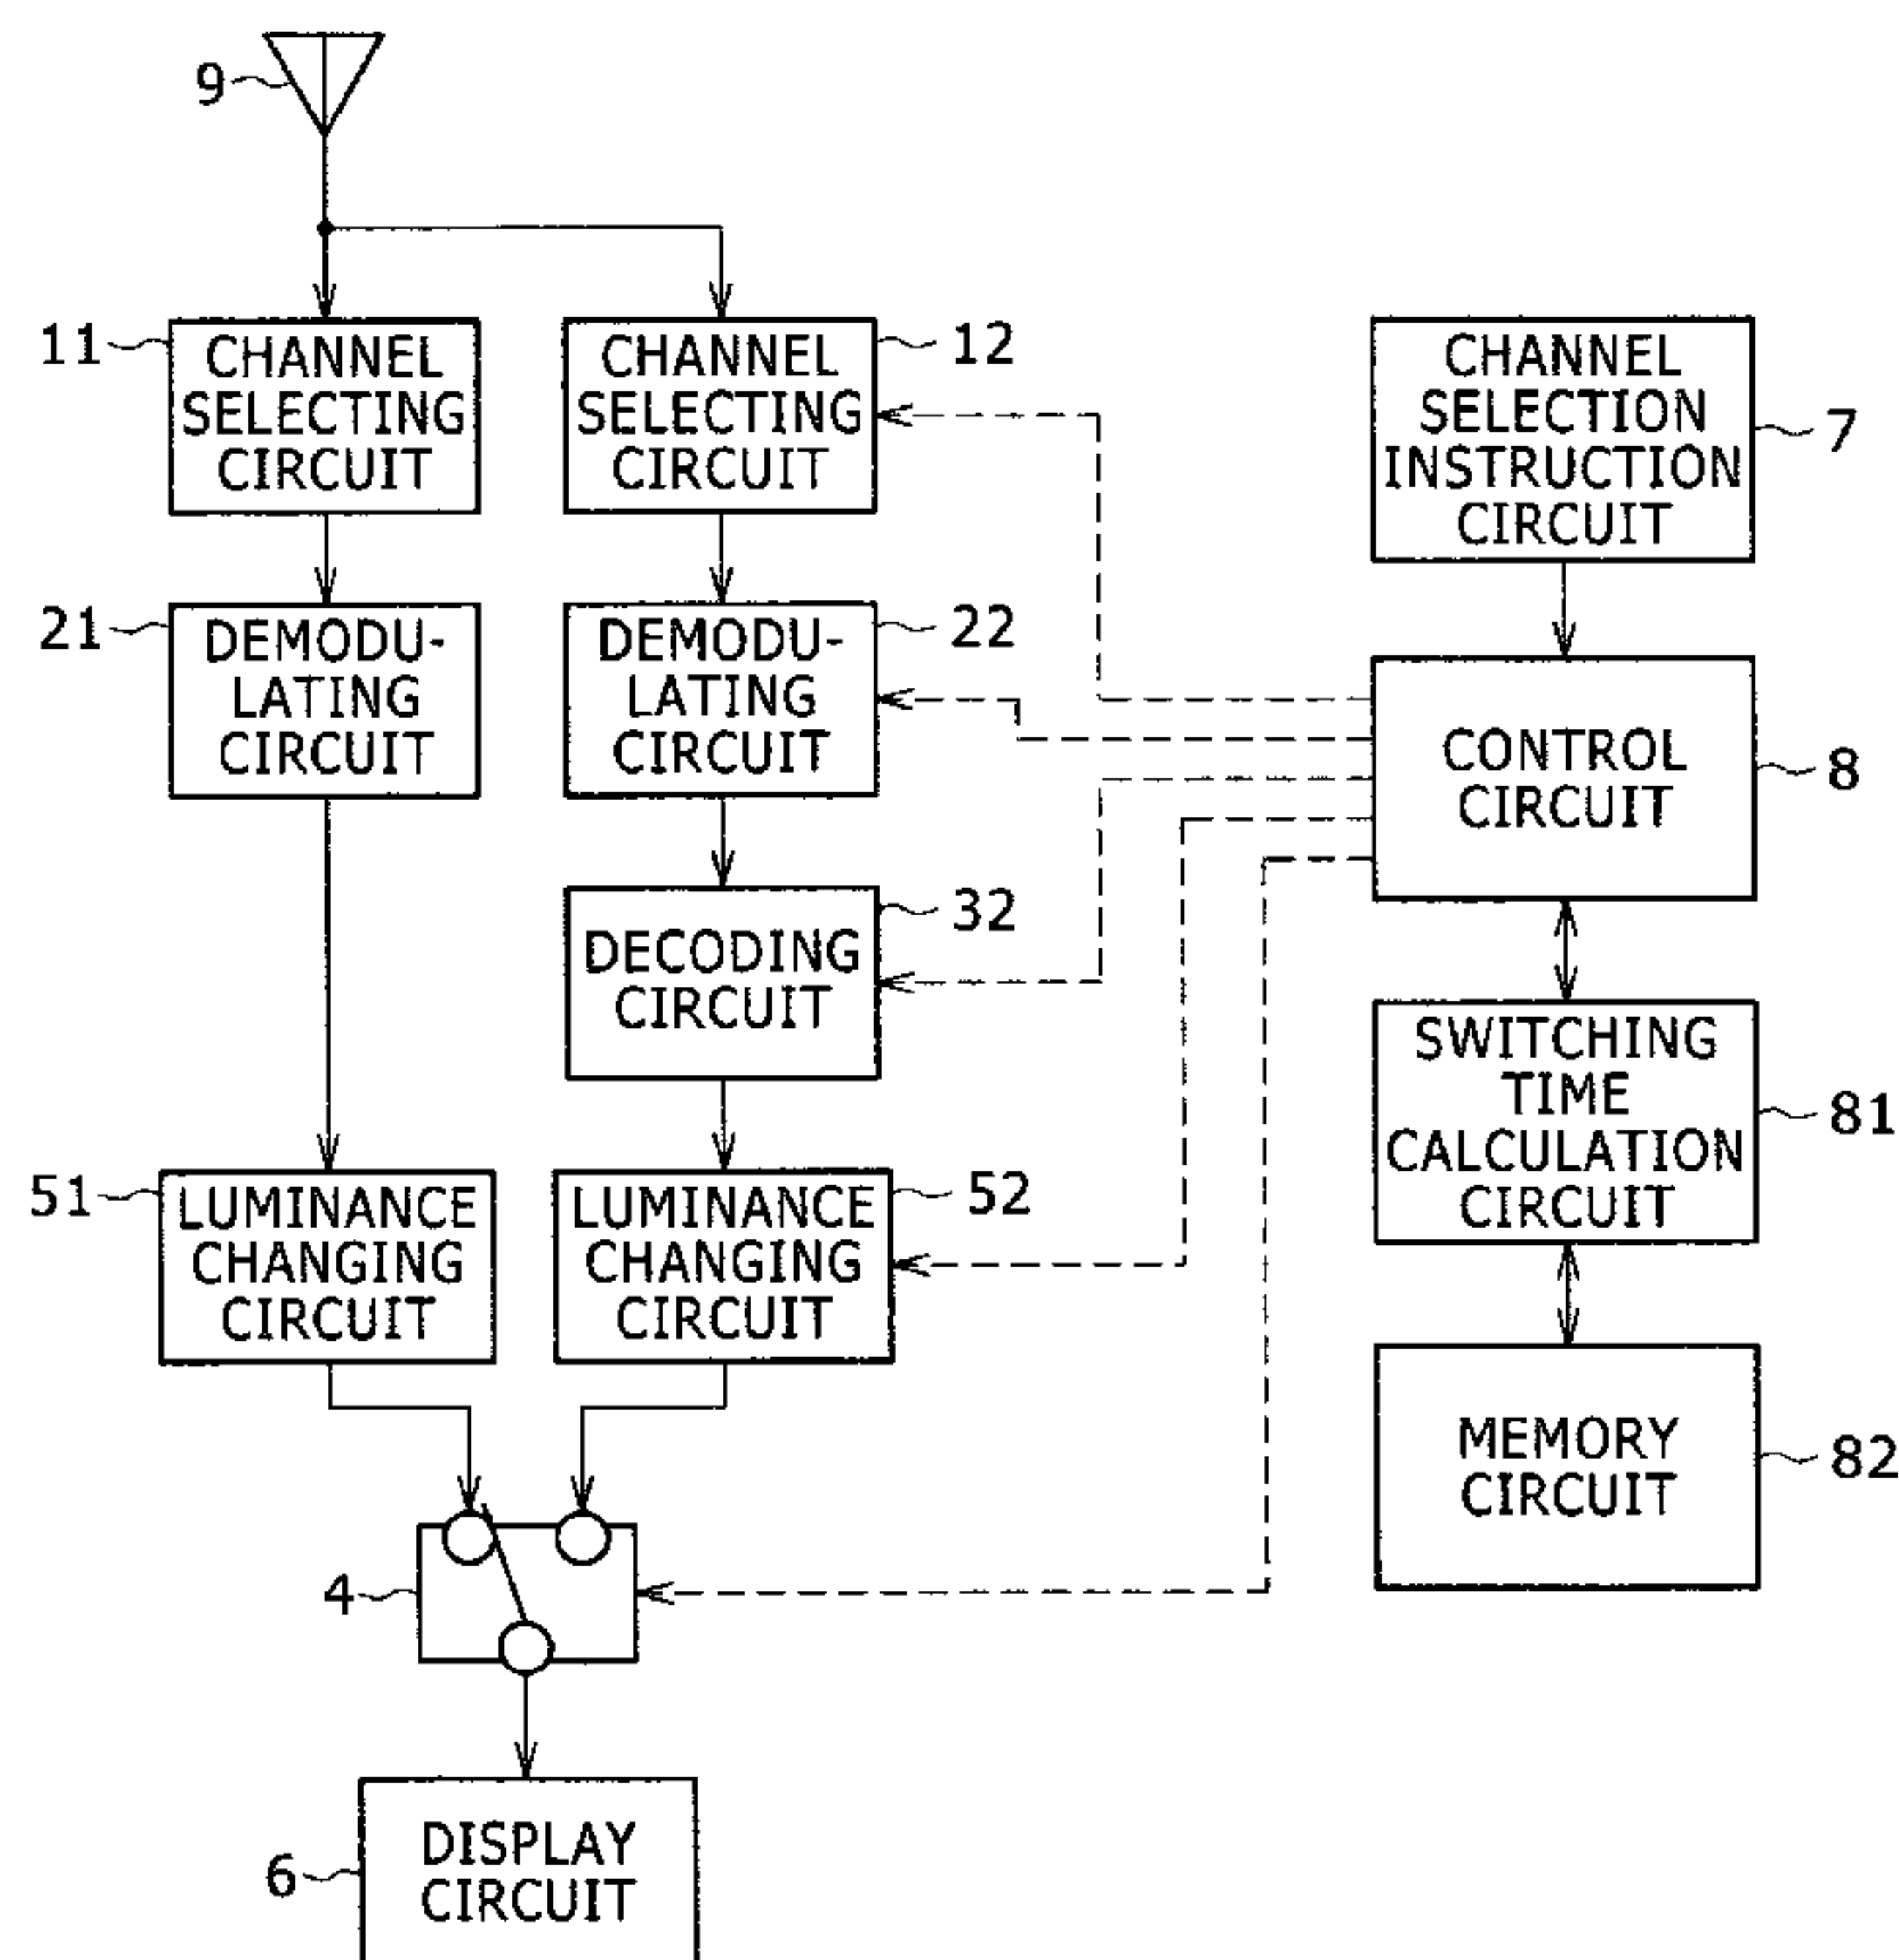 9
11
CHANNEL
SELECTING
CIRCUIT
CHANNEL
SELECTING
CIRCUIT
12
CHANNEL
SELECTION
INSTRUCTION
CIRCUIT
7
21
DEMODU-
LATING
CIRCUIT
DEMODU-
LATING
CIRCUIT
22
CONTROL
CIRCUIT
8
DECODING
CIRCUIT
32
SWITCHING
TIME
CALCULATION
CIRCUIT
81
51
LUMINANCE
CHANGING
CIRCUIT
LUMINANCE
CHANGING
CIRCUIT
52
MEMORY
CIRCUIT
82
4
6
DISPLAY
CIRCUIT